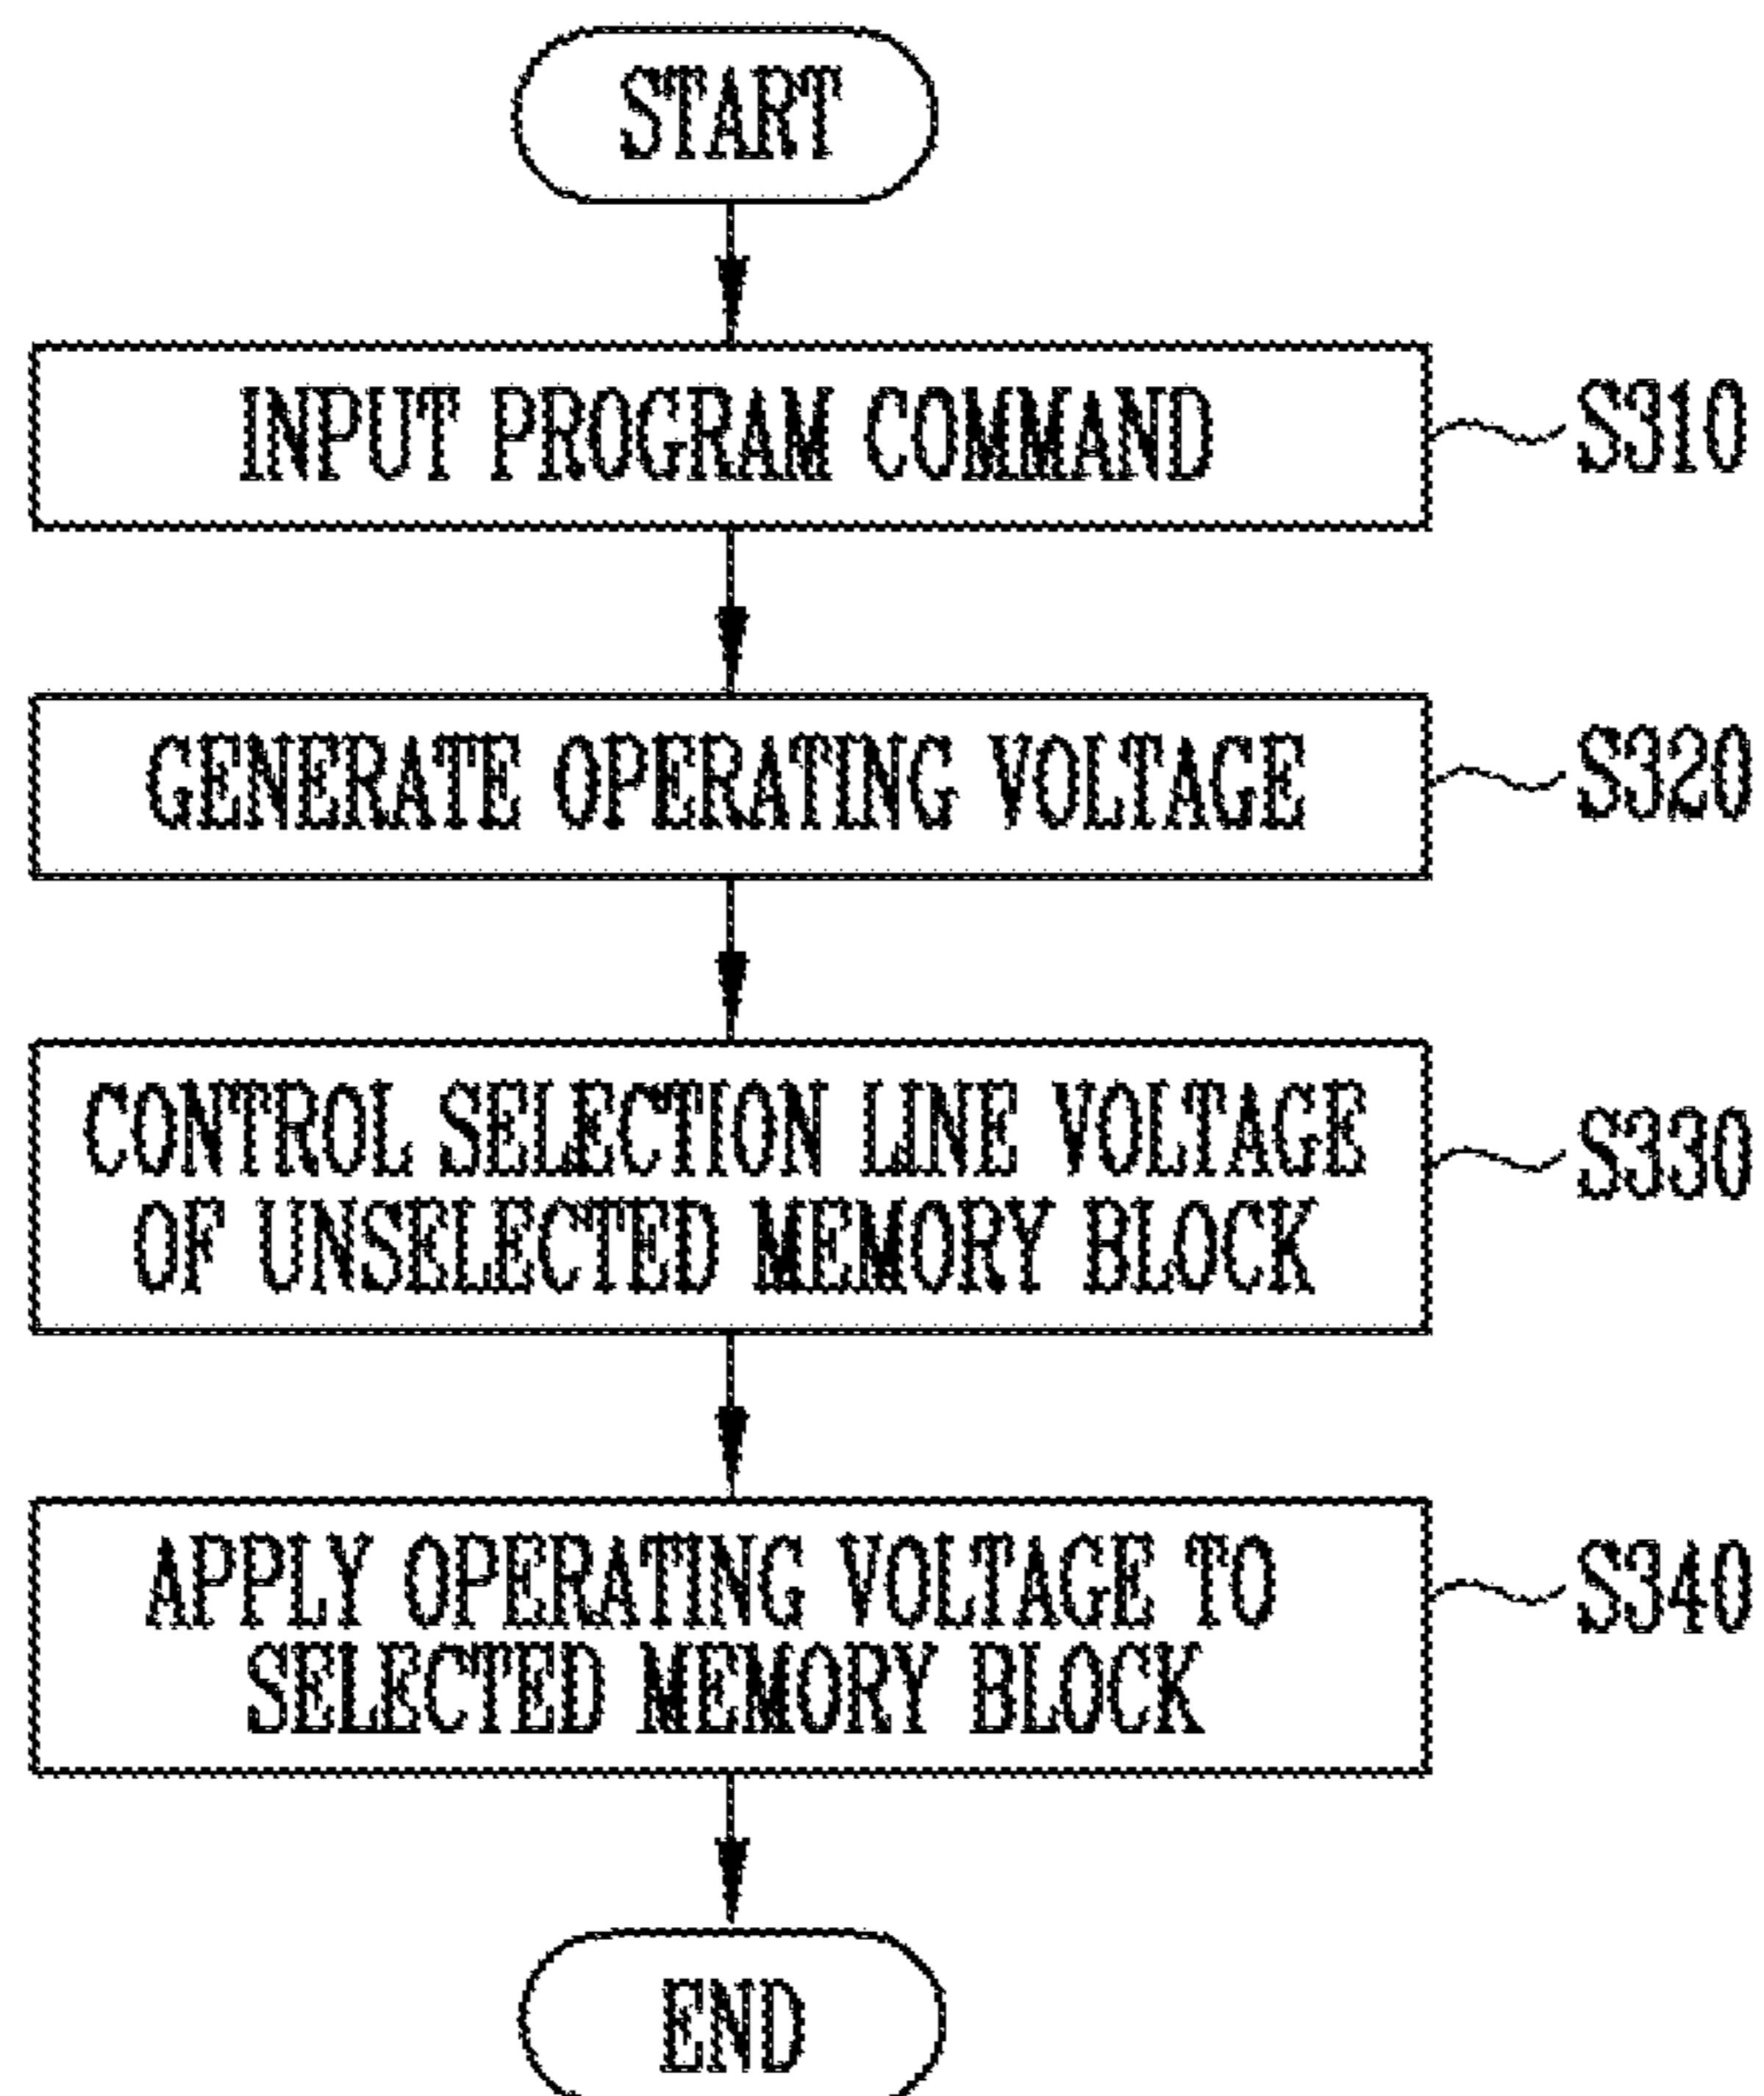 START
INPUT PROGRAM COMMAND
S310
GENERATE OPERATING VOLTAGE
S320
CONTROL SELECTION LINE VOLTAGE
OF UNSELECTED MEMORY BLOCK
S330
APPLY OPERATING VOLTAGE TO
SELECTED MEMORY BLOCK
S340
END